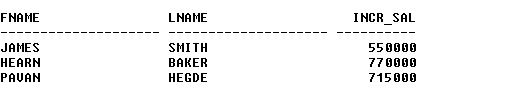 FNAME LNAME INCR_SAL
-------------------- -------------------- ----------
JAMES SMITH 550000
HEARN BAKER 770000
PAVAN HEGDE 715000